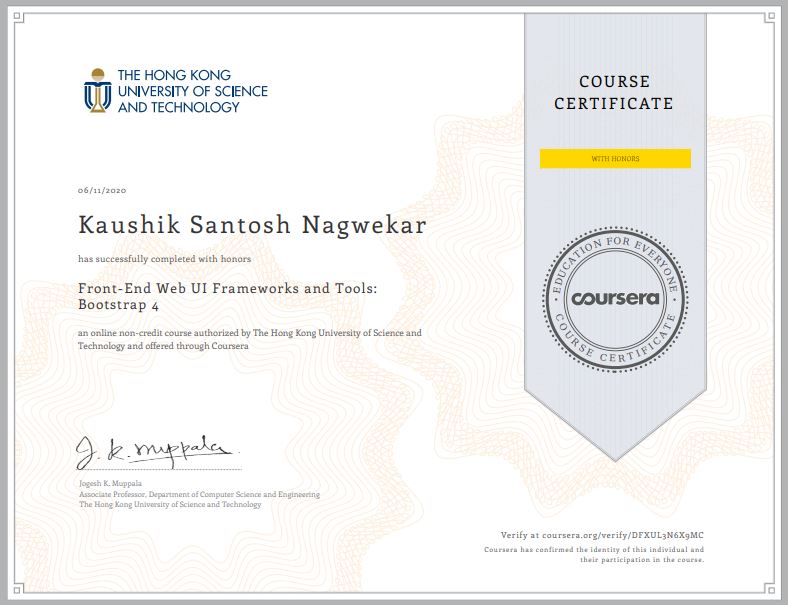 THE HONG KONG
UNIVERSITY OF SCIENCE
AND TECHNOLOGY
COURSE
CERTIFICATE
WITH HONORS
06/11/2020
Kaushik Santosh Nagwekar
has successfully completed with honors
Front-End Web UI Frameworks and Tools:
Bootstrap 4
an online non-credit course authorized by The Hong Kong University of Science and
Technology and offered through Coursera
EDUCATION FOR EVERYONE
coursera
COURSE CERTIFICATE
J. K. Muppala
Jogesh K. Muppala
Associate Professor, Department of Computer Science and Engineering
The Hong Kong University of Science and Technology
Verify at coursera.org/verify/DFXUL3N6X9MC
Coursera has confirmed the identity of this individual and
their participation in the course.